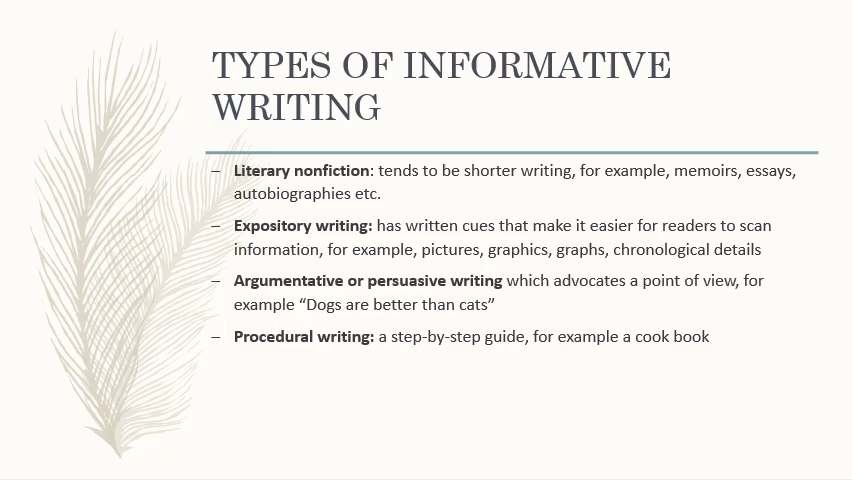 TYPES OF INFORMATIVE
WRITING
– Literary nonfiction: tends to be shorter writing, for example, memoirs, essays,
autobiographies etc.
– Expository writing: has written cues that make it easier for readers to scan
information, for example, pictures, graphics, graphs, chronological details
– Argumentative or persuasive writing which advocates a point of view, for
example “Dogs are better than cats”
– Procedural writing: a step-by-step guide, for example a cook book